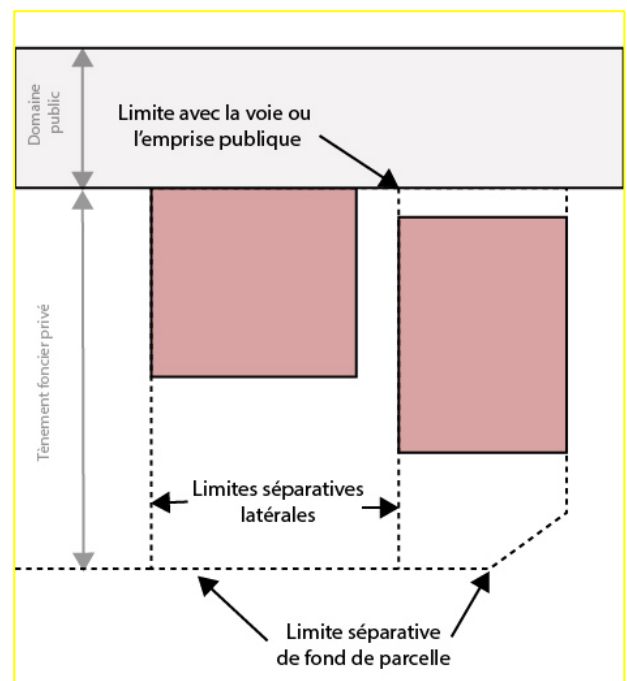 Domaine
public
Limite avec la voie ou
l'emprise publique
Tènement foncier privé
Limites séparatives
latérales
Limite séparative
de fond de parcelle